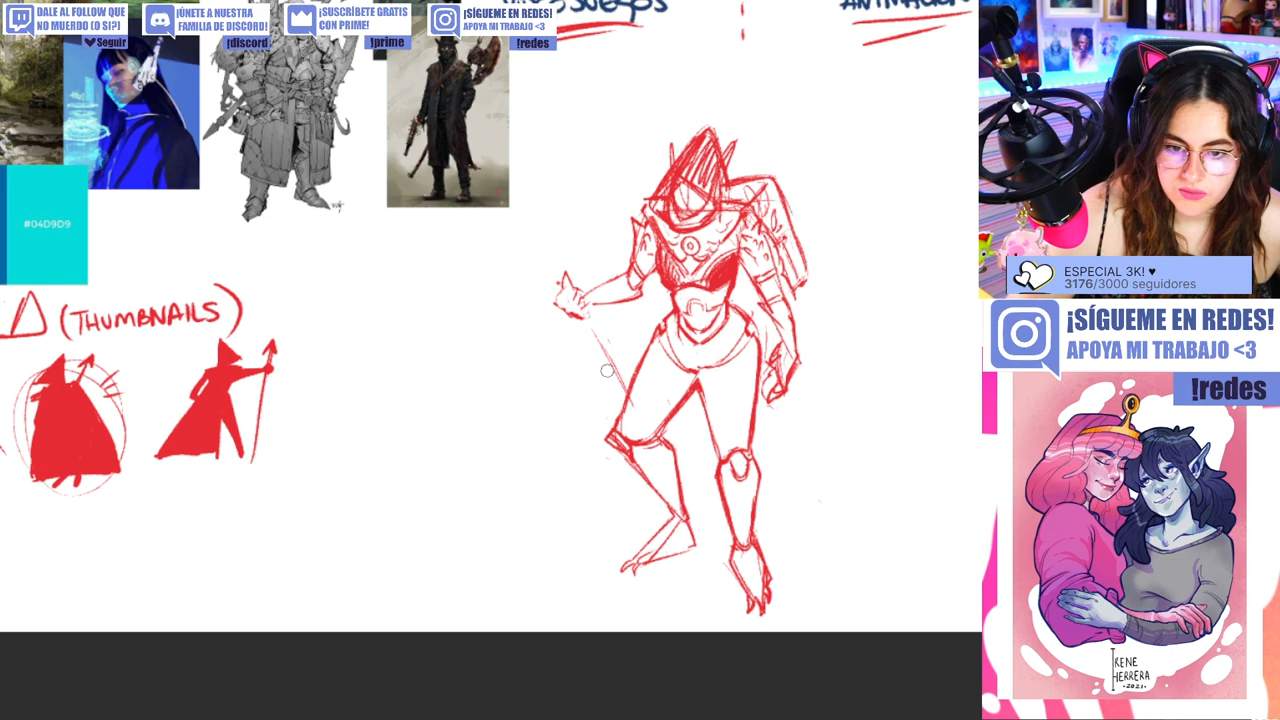 DALE AL FOLLOW QUE
NO MUERDO (O SI?)
Seguir
¡ÚNETE A NUESTRA
FAMILIA DE DISCORD!
!discord
¡SUSCRÍBETE GRATIS
CON PRIME!
!prime
¡SÍGUEME EN REDES!
APOYA MI TRABAJO <3
!redes
#04D9D9
(THUMBNAILS)
ESPECIAL 3K! ♥
3176/3000 seguidores
¡SÍGUEME EN REDES!
APOYA MI TRABAJO <3
!redes
IRENE
HERRERA
·2021·